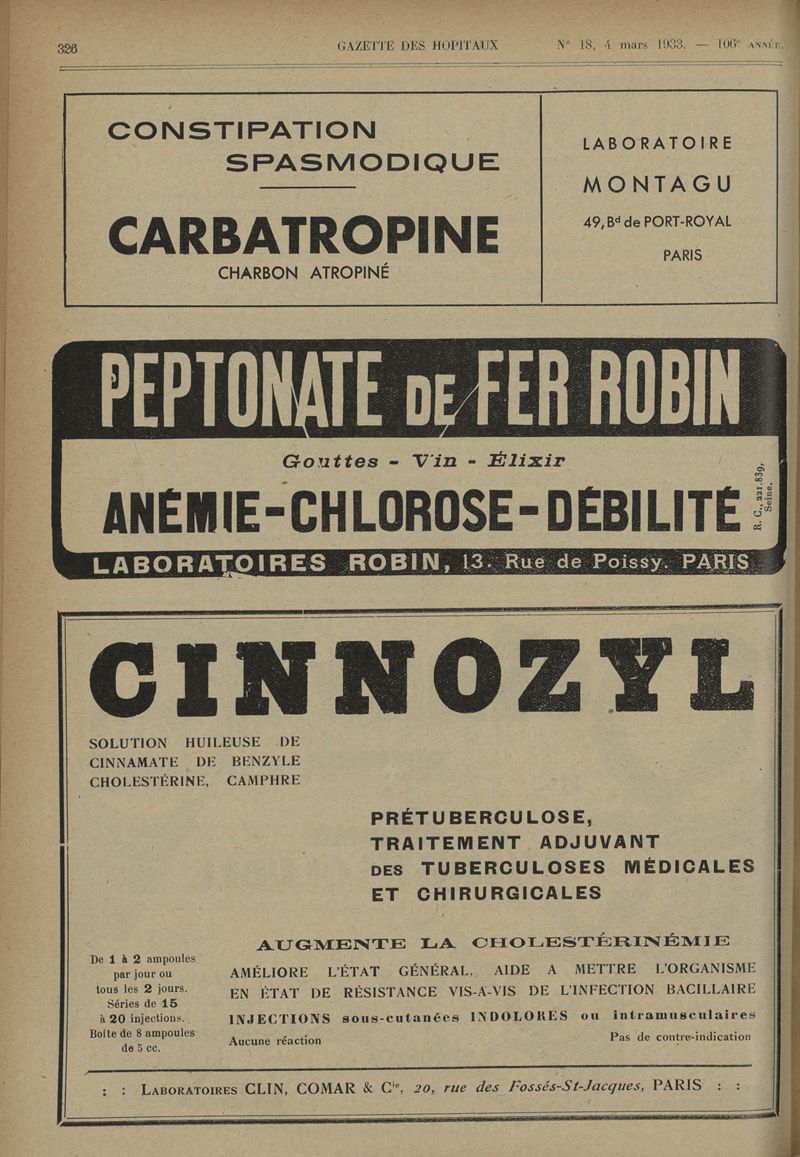 326
GAZETTE DES HOPITAUX
N° 18, 4 mars 1933. — 106e ANNÉE.
CONSTIPATION
SPASMODIQUE
CARBATROPINE
CHARBON ATROPINÉ
LABORATOIRE
MONTAGU
49, Bd de PORT-ROYAL
PARIS
PEPTONATE DE FER ROBIN
Gouttes - Vin - Élixir
ANÉMIE-CHLOROSE-DÉBILITÉ
R. C., 221.839,
Seine.
LABORATOIRES ROBIN, 13. Rue de Poissy. PARIS
CINNOZYL
SOLUTION HUILEUSE DE
CINNAMATE DE BENZYLE
CHOLESTÉRINE, CAMPHRE
PRÉTUBERCULOSE,
TRAITEMENT ADJUVANT
DES TUBERCULOSES MÉDICALES
ET CHIRURGICALES
De 1 à 2 ampoules
par jour ou
tous les 2 jours.
Séries de 15
à 20 injections.
Boîte de 8 ampoules
de 5 cc.
AUGMENTE LA CHOLESTÉRINÉMIE
AMÉLIORE L'ÉTAT GÉNÉRAL, AIDE A METTRE L'ORGANISME
EN ÉTAT DE RÉSISTANCE VIS-A-VIS DE L'INFECTION BACILLAIRE
INJECTIONS sous-cutanées INDOLORES ou intramusculaires
Aucune réaction
Pas de contre-indication
: : LABORATOIRES CLIN, COMAR & Cie, 20, rue des Fossés-St-Jacques, PARIS : :